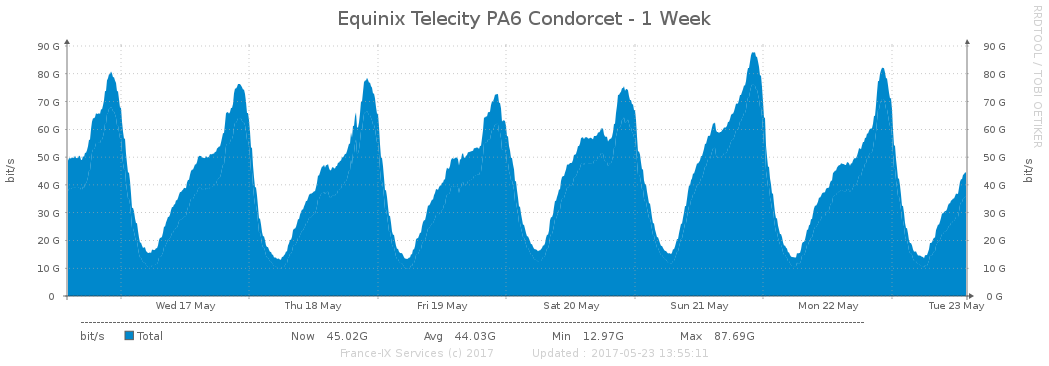 Equinix Telecity PA6 Condorcet - 1 Week
RRDTOOL / TOBI OETIKER
bit/s
90 G 90 G
80 G 80 G
70 G 70 G
60 G 60 G
50 G 50 G
40 G 40 G
30 G 30 G
20 G 20 G
10 G 10 G
0 0 G
bit/s
Wed 17 May Thu 18 May Fri 19 May Sat 20 May Sun 21 May Mon 22 May Tue 23 May
bit/s Total Now 45.02G Avg 44.03G Min 12.97G Max 87.69G
France-IX Services (c) 2017 Updated : 2017-05-23 13:55:11